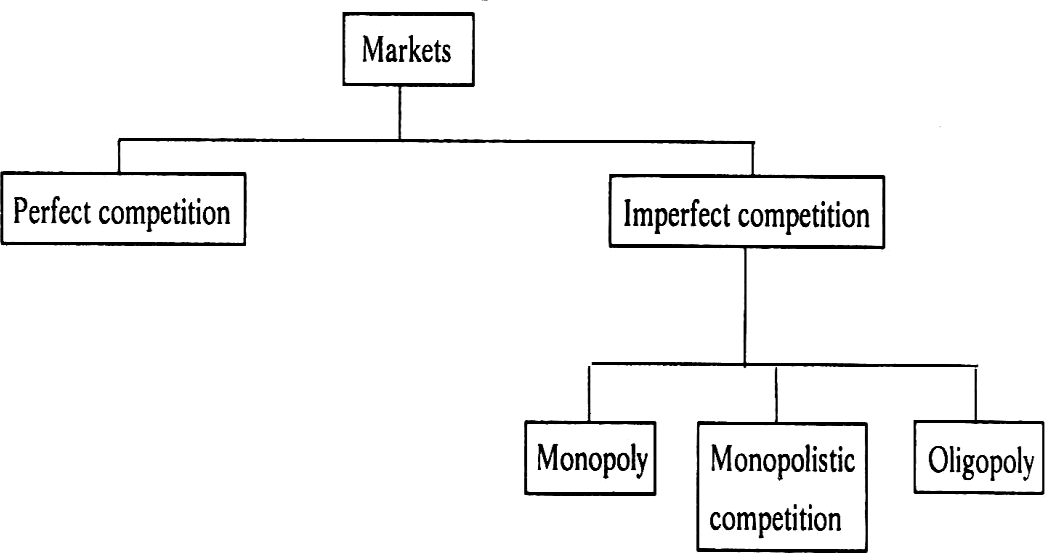 Markets
Perfect competition
Imperfect competition
Monopoly
Monopolistic
competition
Oligopoly